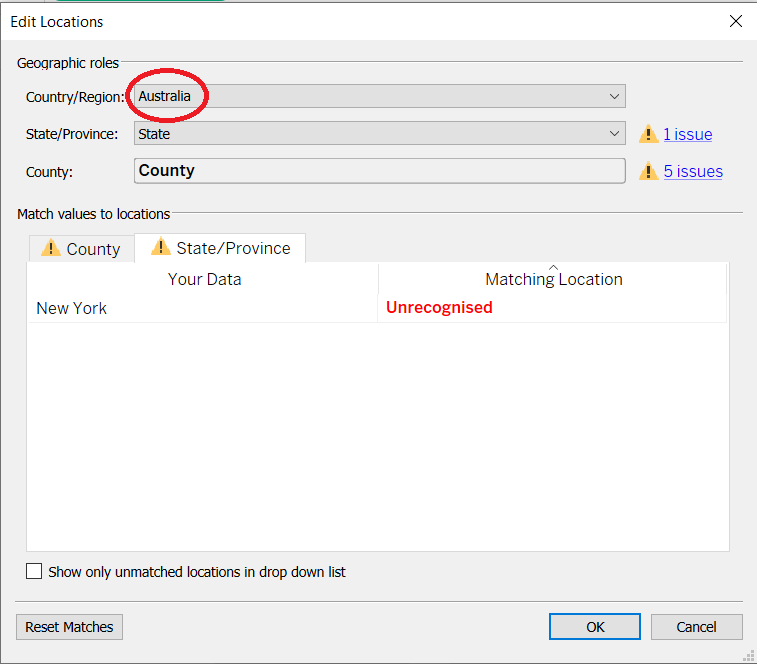 Edit Locations
Geographic roles
Country/Region: Australia
State/Province: State 1 issue
County: County 5 issues
Match values to locations
County State/Province
Your Data Matching Location
New York Unrecognised
Show only unmatched locations in drop down list
Reset Matches OK Cancel